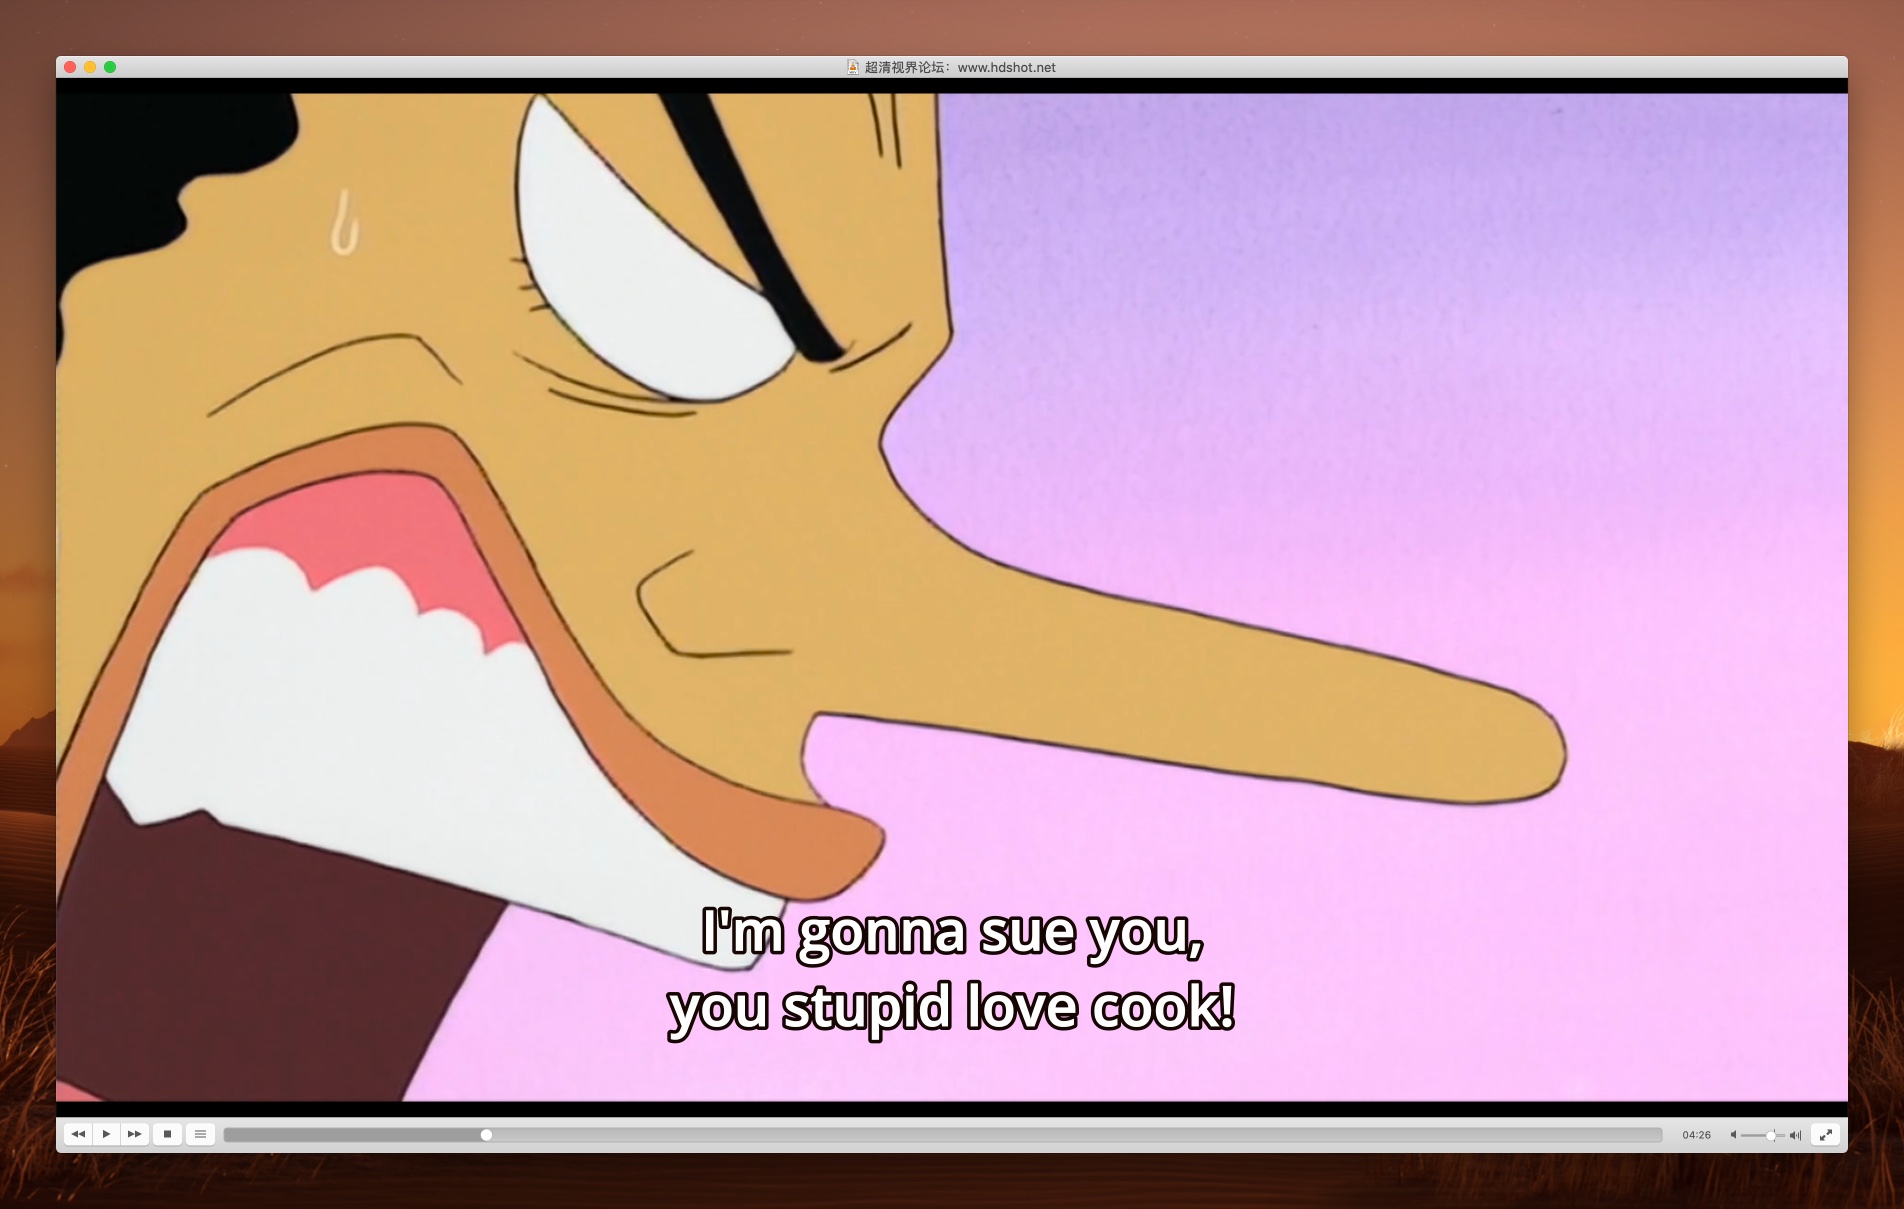 超清视界论坛：www.hdshot.net
I'm gonna sue you,
you stupid love cook!
04:26